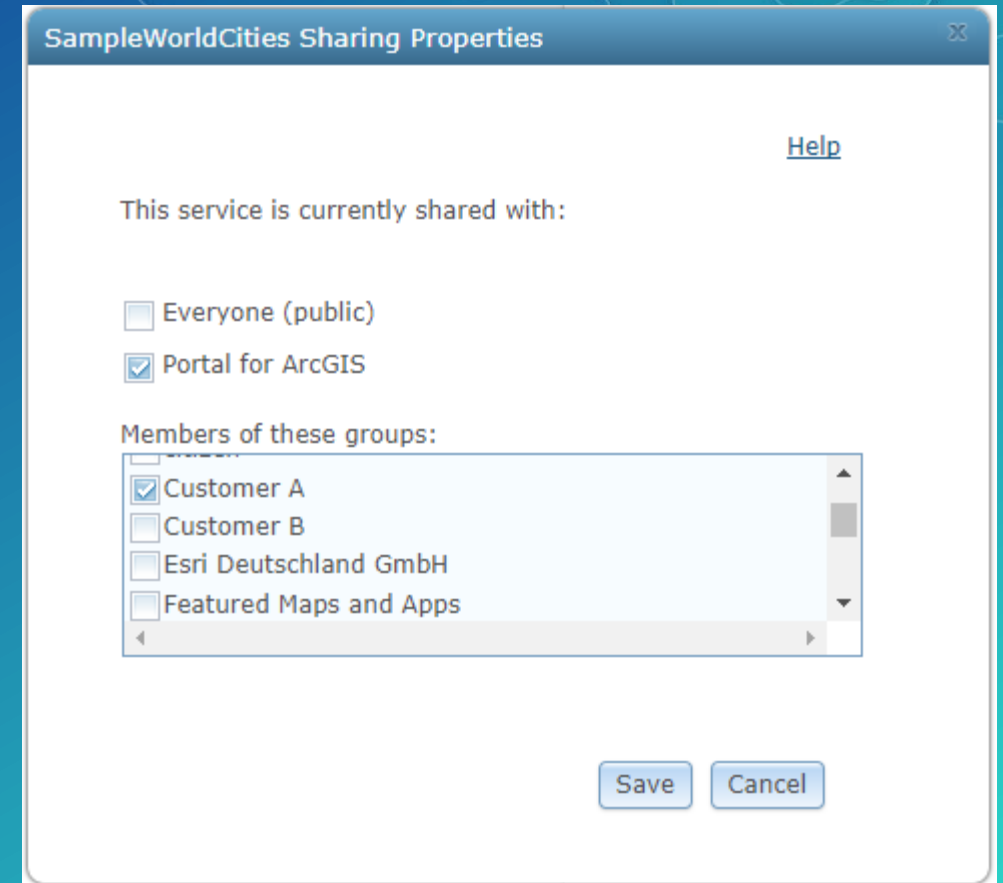 SampleWorldCities Sharing Properties
Help
This service is currently shared with:
Everyone (public)
Portal for ArcGIS
Members of these groups:
Customer A
Customer B
Esri Deutschland GmbH
Featured Maps and Apps
Save
Cancel